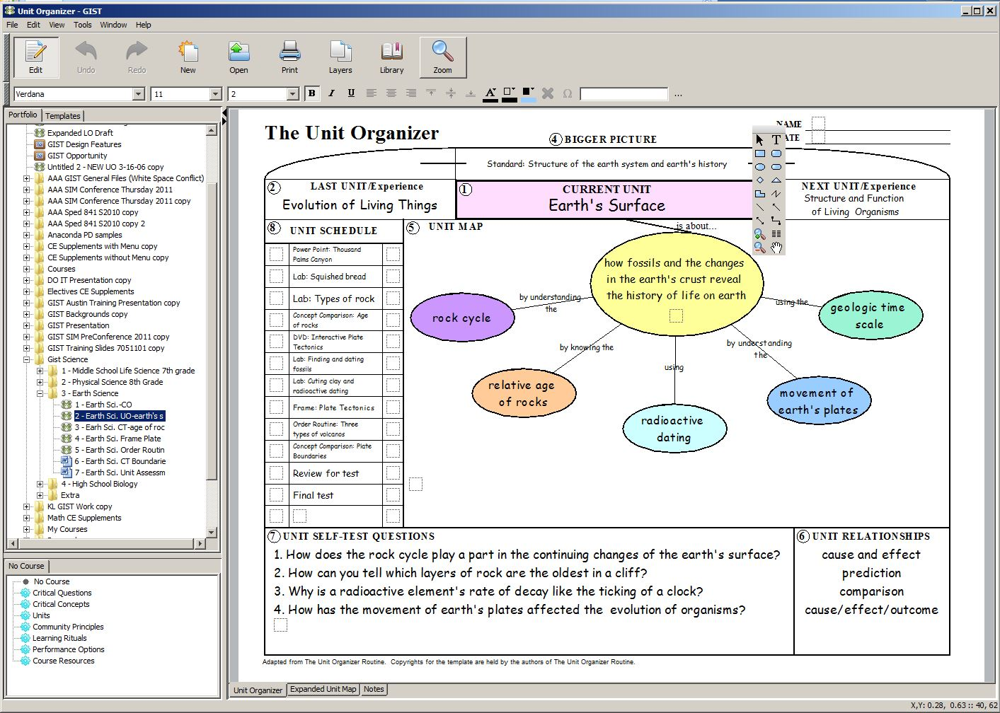 Unit Organizer - GIST
File Edit View Tools Window Help
Edit Undo Redo New Open Print Layers Library Zoom
Verdana 11 2 B I U A Ω ...
Portfolio Templates
Expanded LO Draft
GIST Design Features
GIST Opportunity
Untitled 2 - NEW UO 3-16-06 copy
AAA GIST General Files (White Space Conflict)
AAA SIM Conference Thursday 2011
AAA SIM Conference Thursday 2011 copy
AAA Sped 841 S2010 copy
AAA Sped 841 S2010 copy 2
Anaconda PD samples
CE Supplements with Menu copy
CE Supplements without Menu copy
Courses
DO IT Presentation copy
Electives CE Supplements
GIST Austin Training Presentation copy
GIST Backgrounds copy
GIST Presentation
GIST SIM PreConference 2011 copy
GIST Training Slides 7051101 copy
Gist Science
1 - Middle School Life Science 7th grade
2 - Physical Science 8th Grade
3 - Earth Science
1 - Earth Sci.-CO
2 - Earth Sci. UO-earth's s
3 - Earh Sci. CT-age of roc
4 - Earth Sci. Frame Plate
5 - Earth Sci. Order Routin
6 - Earth Sci. CT Boundarie
7 - Earth Sci. Unit Assessm
4 - High School Biology
Extra
KL GIST Work copy
Math CE Supplements
My Courses
No Course
No Course
Critical Questions
Critical Concepts
Units
Community Principles
Learning Rituals
Performance Options
Course Resources
The Unit Organizer
NAME
ATE
4 BIGGER PICTURE
Standard: Structure of the earth system and earth's history
2 LAST UNIT/Experience
Evolution of Living Things
1 CURRENT UNIT
Earth's Surface
NEXT UNIT/Experience
Structure and Function
of Living Organisms
T
8 UNIT SCHEDULE
Power Point: Thousand
Palms Canyon
Lab: Squished bread
Lab: Types of rock
Concept Comparison: Age
of rocks
DVD: Interactive Plate
Tectonics
Lab: Finding and dating
fossils
Lab: Cuting clay and
radioactive dating
Frame: Plate Tectonics
Order Routine: Three
types of volcanos
Concept Comparison: Plate
Boundaries
Review for test
Final test
5 UNIT MAP
is about...
how fossils and the changes
in the earth's crust reveal
the history of life on earth
by understanding
the
rock cycle
by knowing the
relative age
of rocks
using
radioactive
dating
by understanding
the
movement of
earth's plates
using the
geologic time
scale
7 UNIT SELF-TEST QUESTIONS
1. How does the rock cycle play a part in the continuing changes of the earth's surface?
2. How can you tell which layers of rock are the oldest in a cliff?
3. Why is a radioactive element's rate of decay like the ticking of a clock?
4. How has the movement of earth's plates affected the evolution of organisms?
6 UNIT RELATIONSHIPS
cause and effect
prediction
comparison
cause/effect/outcome
Adapted from The Unit Organizer Routine. Copyrights for the template are held by the authors of The Unit Organizer Routine.
Unit Organizer Expanded Unit Map Notes
X,Y: 0.28, 0.63 :: 40, 62